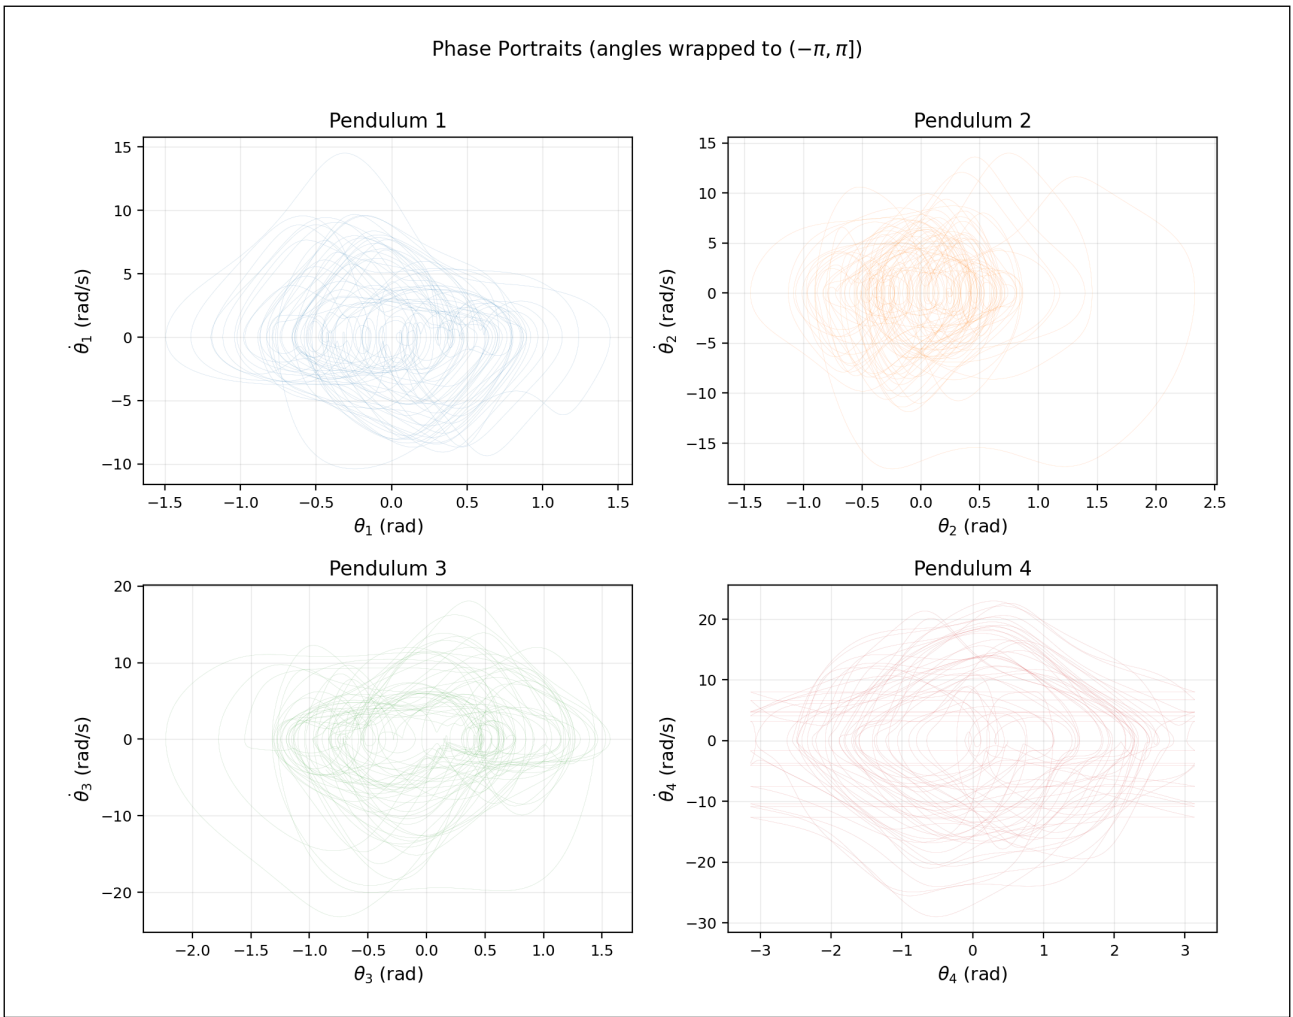 Phase Portraits (angles wrapped to (−π, π])
Pendulum 1
Pendulum 2
15
10
5
0
−5
−10
θ̇₁ (rad/s)
−1.5 −1.0 −0.5 0.0 0.5 1.0 1.5
θ₁ (rad)
15
10
5
0
−5
−10
−15
θ̇₂ (rad/s)
−1.5 −1.0 −0.5 0.0 0.5 1.0 1.5 2.0 2.5
θ₂ (rad)
Pendulum 3
Pendulum 4
20
10
0
−10
−20
θ̇₃ (rad/s)
−2.0 −1.5 −1.0 −0.5 0.0 0.5 1.0 1.5
θ₃ (rad)
20
10
0
−10
−20
−30
θ̇₄ (rad/s)
−3 −2 −1 0 1 2 3
θ₄ (rad)